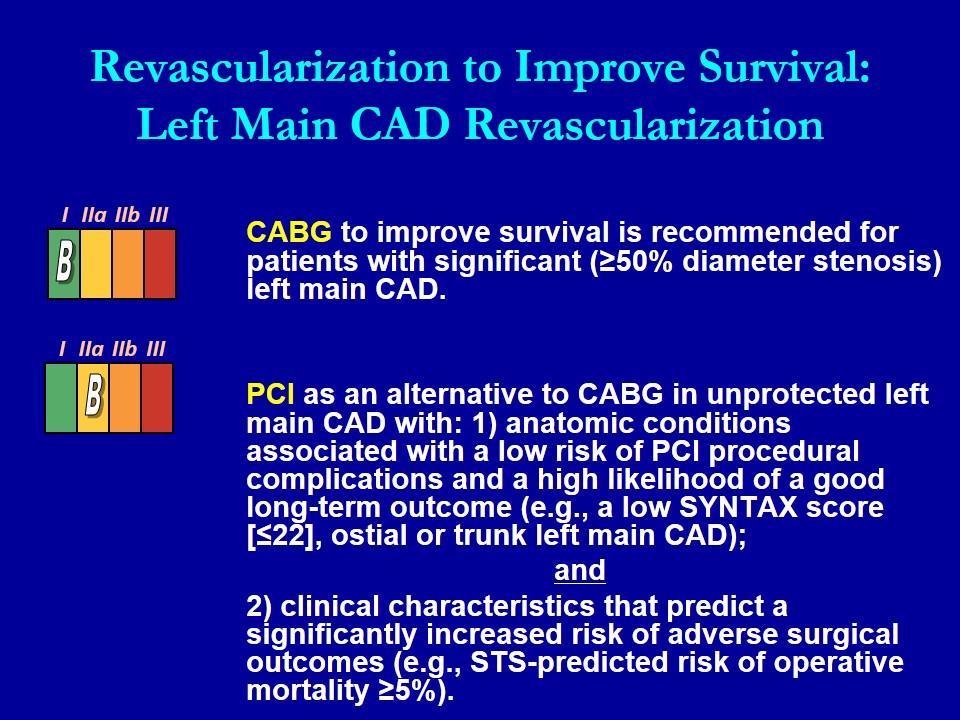 Revascularization to Improve Survival:
Left Main CAD Revascularization
I IIa IIb III
B
CABG to improve survival is recommended for
patients with significant (≥50% diameter stenosis)
left main CAD.
I IIa IIb III
B
PCI as an alternative to CABG in unprotected left
main CAD with: 1) anatomic conditions
associated with a low risk of PCI procedural
complications and a high likelihood of a good
long-term outcome (e.g., a low SYNTAX score
[≤22], ostial or trunk left main CAD);
and
2) clinical characteristics that predict a
significantly increased risk of adverse surgical
outcomes (e.g., STS-predicted risk of operative
mortality ≥5%).